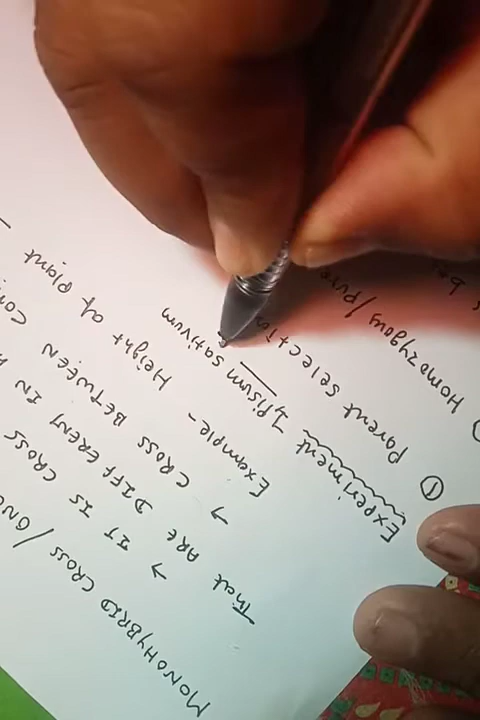 MONOHYBRID CROSS / ONE
→ IT IS CROSS
That ARE DIFFERENT IN
→ CROSS BETWEEN
Example- Height of plant
Experiment Pisum sativum
① Parent selection
Homozygous / pure